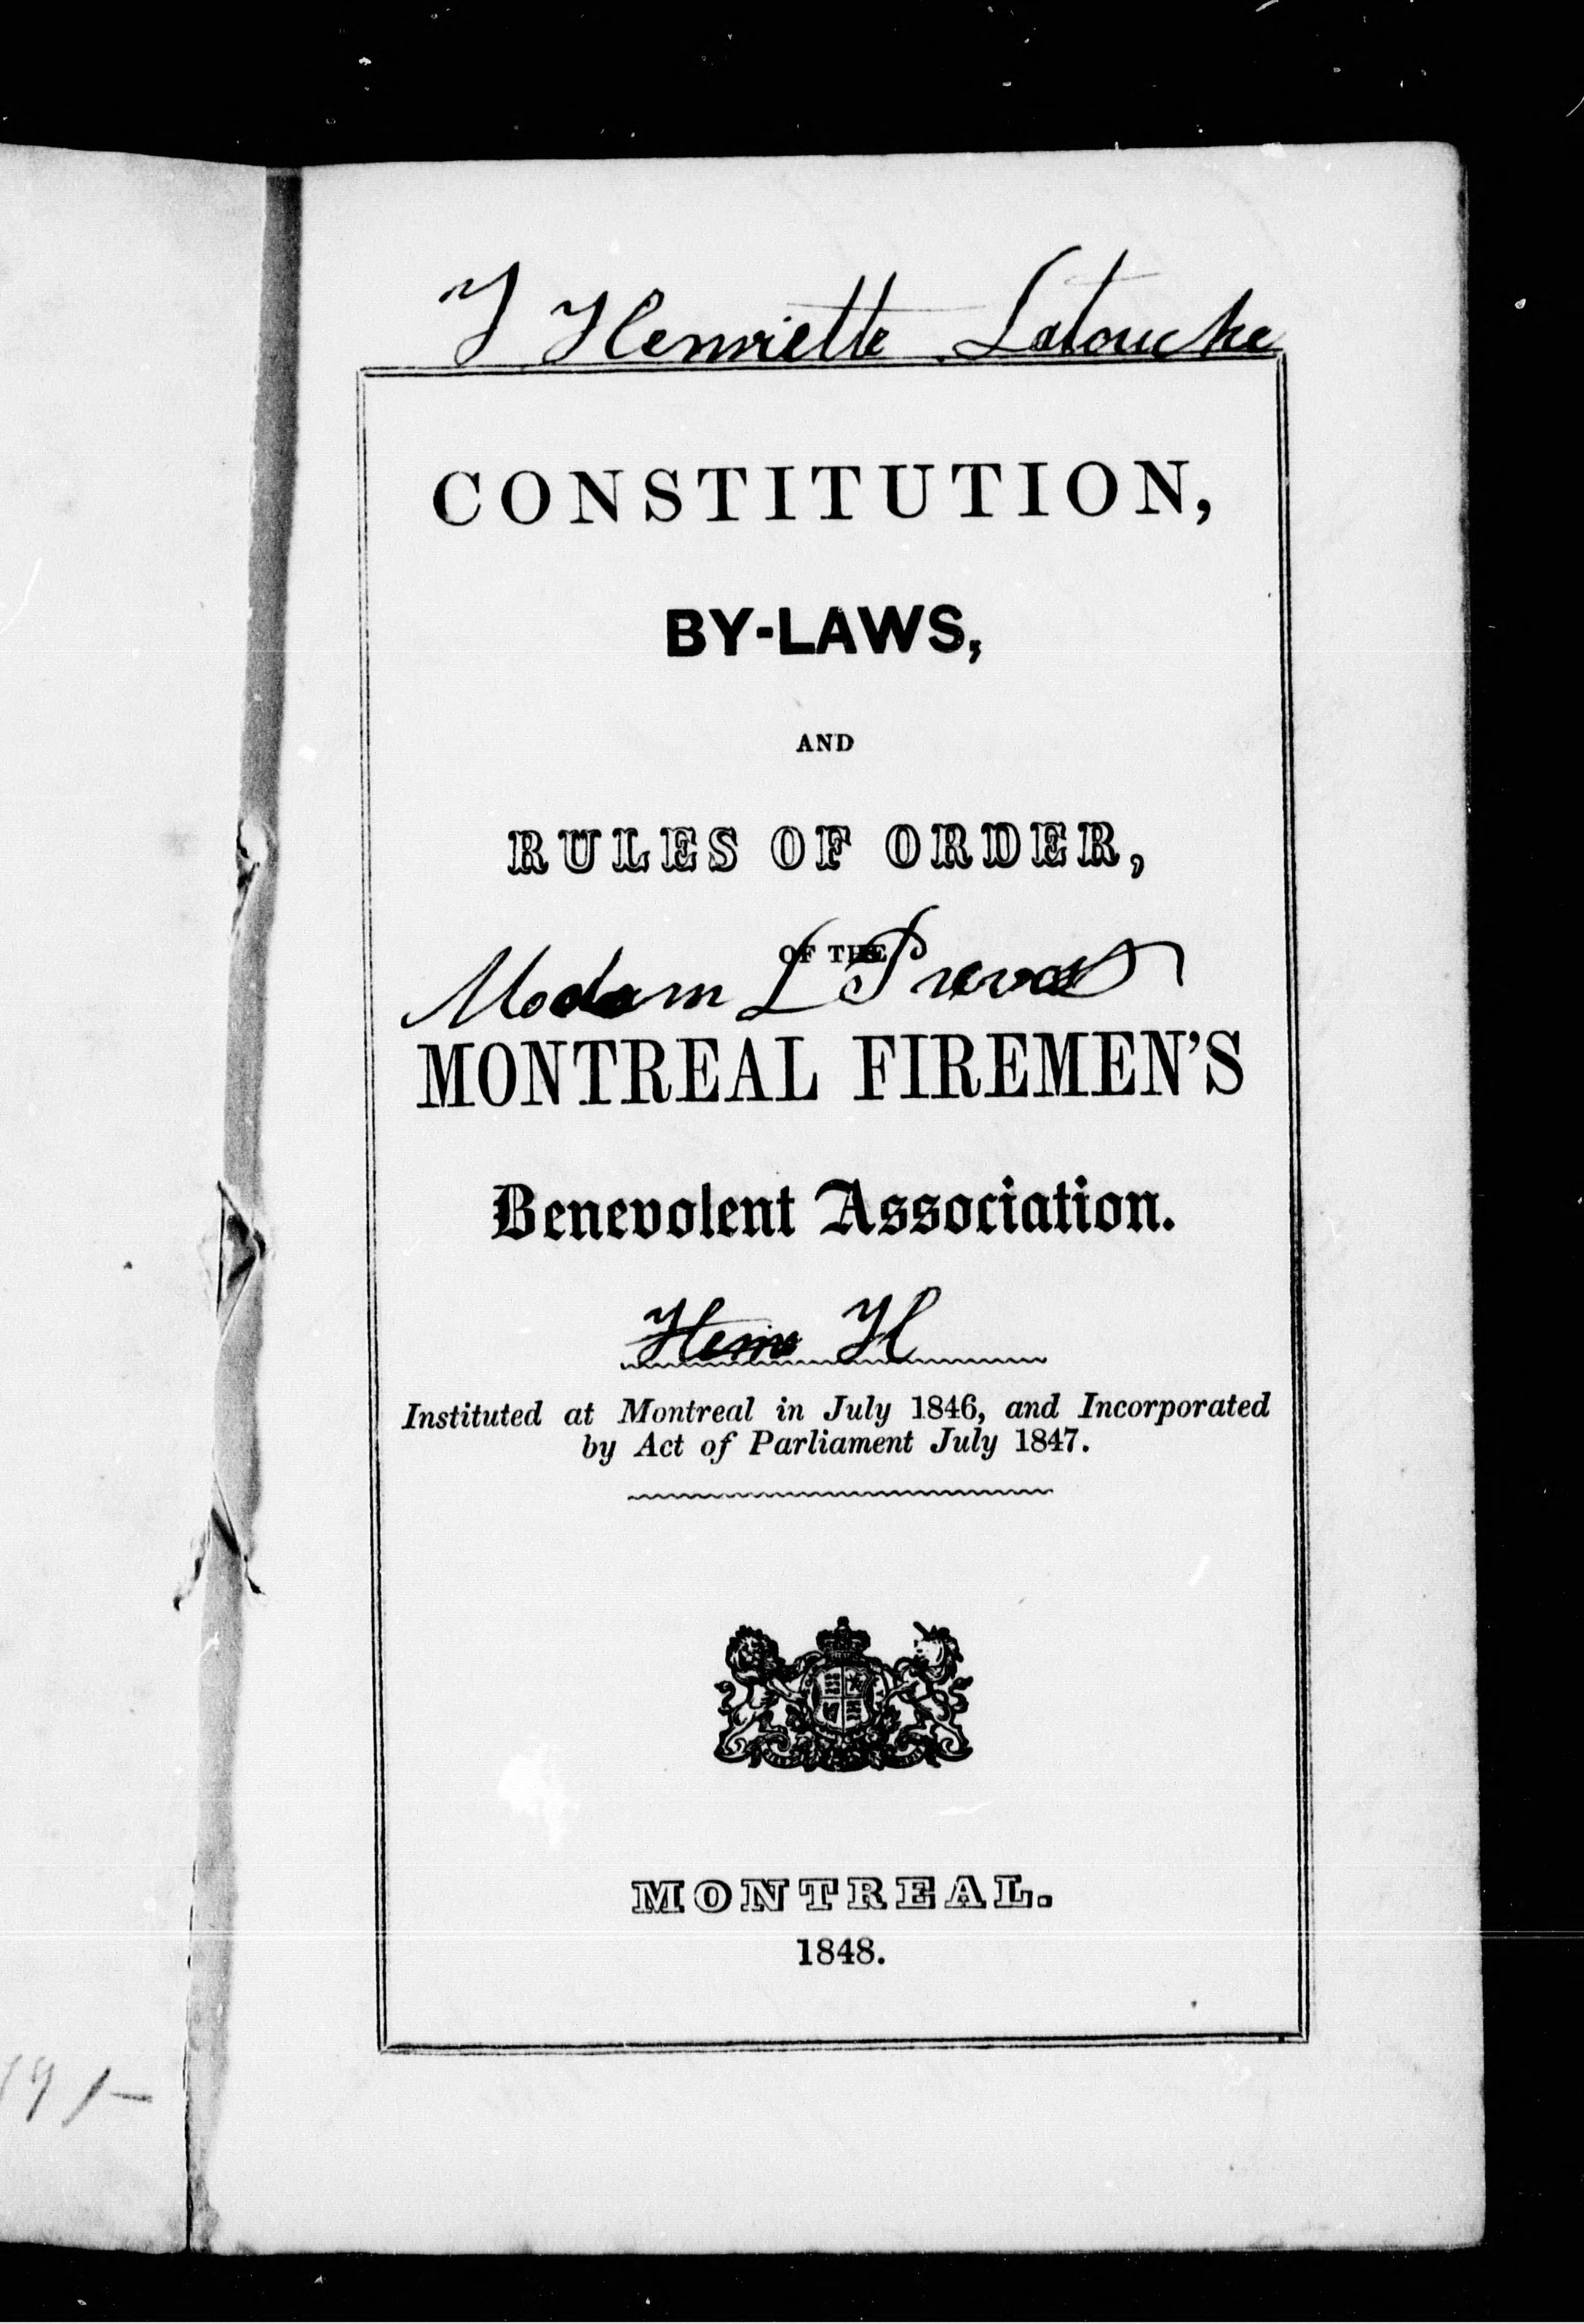 Henriette Latouche
CONSTITUTION,
BY-LAWS,
AND
RULES OF ORDER,
OF THE
Madam L
MONTREAL FIREMEN'S
Benevolent Association.
H
Instituted at Montreal in July 1846, and Incorporated
by Act of Parliament July 1847.
MONTREAL.
1848.